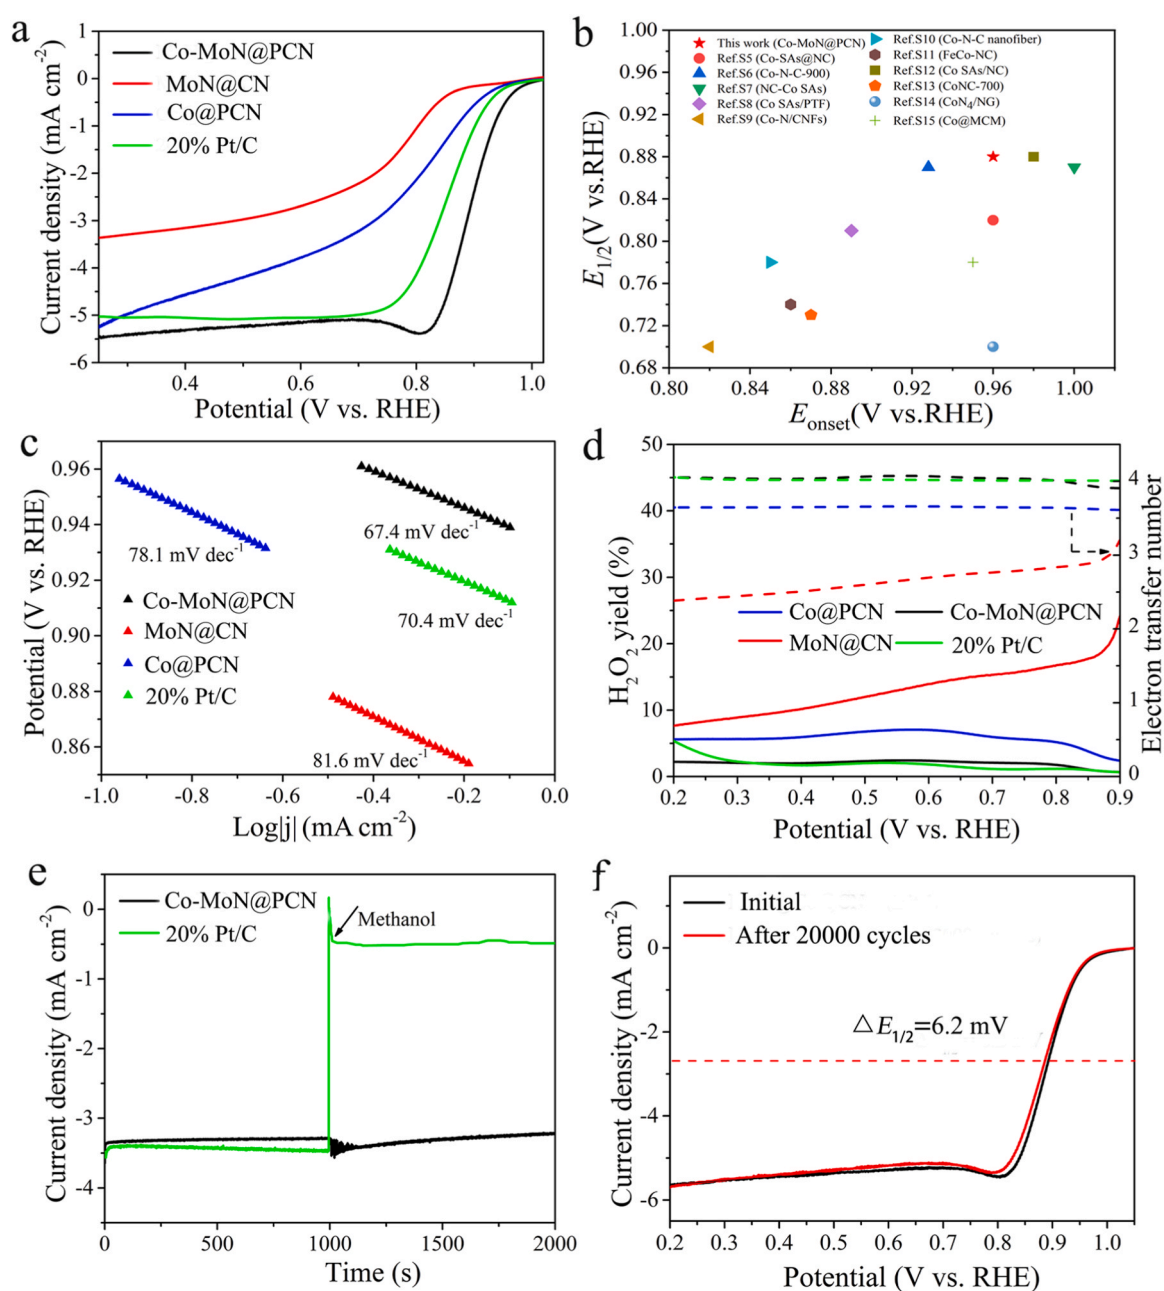 a
1
0
-1
-2
-3
-4
-5
-6
Current density (mA cm⁻²)
Co-MoN@PCN
MoN@CN
Co@PCN
20% Pt/C
0.4
0.6
0.8
1.0
Potential (V vs. RHE)
b
1.00
0.96
0.92
0.88
0.84
0.80
0.76
0.72
0.68
E1/2(V vs.RHE)
This work (Co-MoN@PCN)
Ref.S5 (Co-SAs@NC)
Ref.S6 (Co-N-C-900)
Ref.S7 (NC-Co SAs)
Ref.S8 (Co SAs/PTF)
Ref.S9 (Co-N/CNFs)
Ref.S10 (Co-N-C nanofiber)
Ref.S11 (FeCo-NC)
Ref.S12 (Co SAs/NC)
Ref.S13 (CoNC-700)
Ref.S14 (CoN₄/NG)
Ref.S15 (Co@MCM)
0.80
0.84
0.88
0.92
0.96
1.00
Eonset(V vs.RHE)
c
0.96
0.94
0.92
0.90
0.88
0.86
Potential (V vs. RHE)
67.4 mV dec⁻¹
78.1 mV dec⁻¹
70.4 mV dec⁻¹
81.6 mV dec⁻¹
Co-MoN@PCN
MoN@CN
Co@PCN
20% Pt/C
-1.0
-0.8
-0.6
-0.4
-0.2
0.0
Log|j| (mA cm⁻²)
d
50
40
30
20
10
0
H₂O₂ yield (%)
Co@PCN
MoN@CN
Co-MoN@PCN
20% Pt/C
4
3
2
1
0
Electron transfer number
0.2
0.3
0.4
0.5
0.6
0.7
0.8
0.9
Potential (V vs. RHE)
e
0
-1
-2
-3
-4
Current density (mA cm⁻²)
Co-MoN@PCN
20% Pt/C
Methanol
0
500
1000
1500
2000
Time (s)
f
0
-2
-4
-6
Current density (mA cm⁻²)
Initial
After 20000 cycles
△E1/2=6.2 mV
0.2
0.3
0.4
0.5
0.6
0.7
0.8
0.9
1.0
Potential (V vs. RHE)